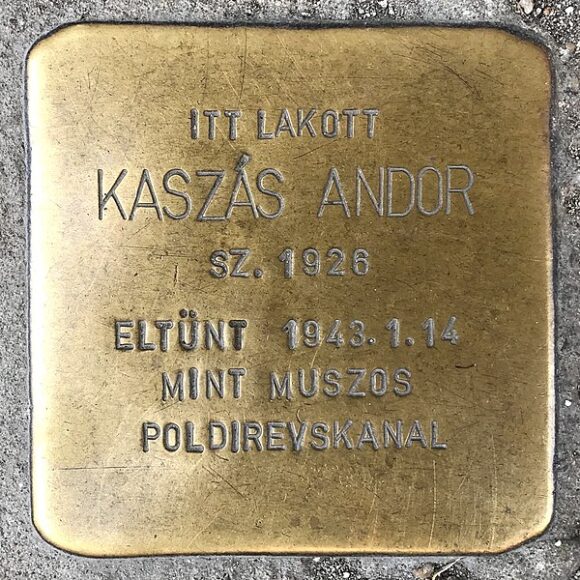 ITT LAKOTT
KASZÁS ANDOR
SZ. 1926
ELTÜNT 1943.1.14
MINT MUSZOS
POLDIREVSKANAL